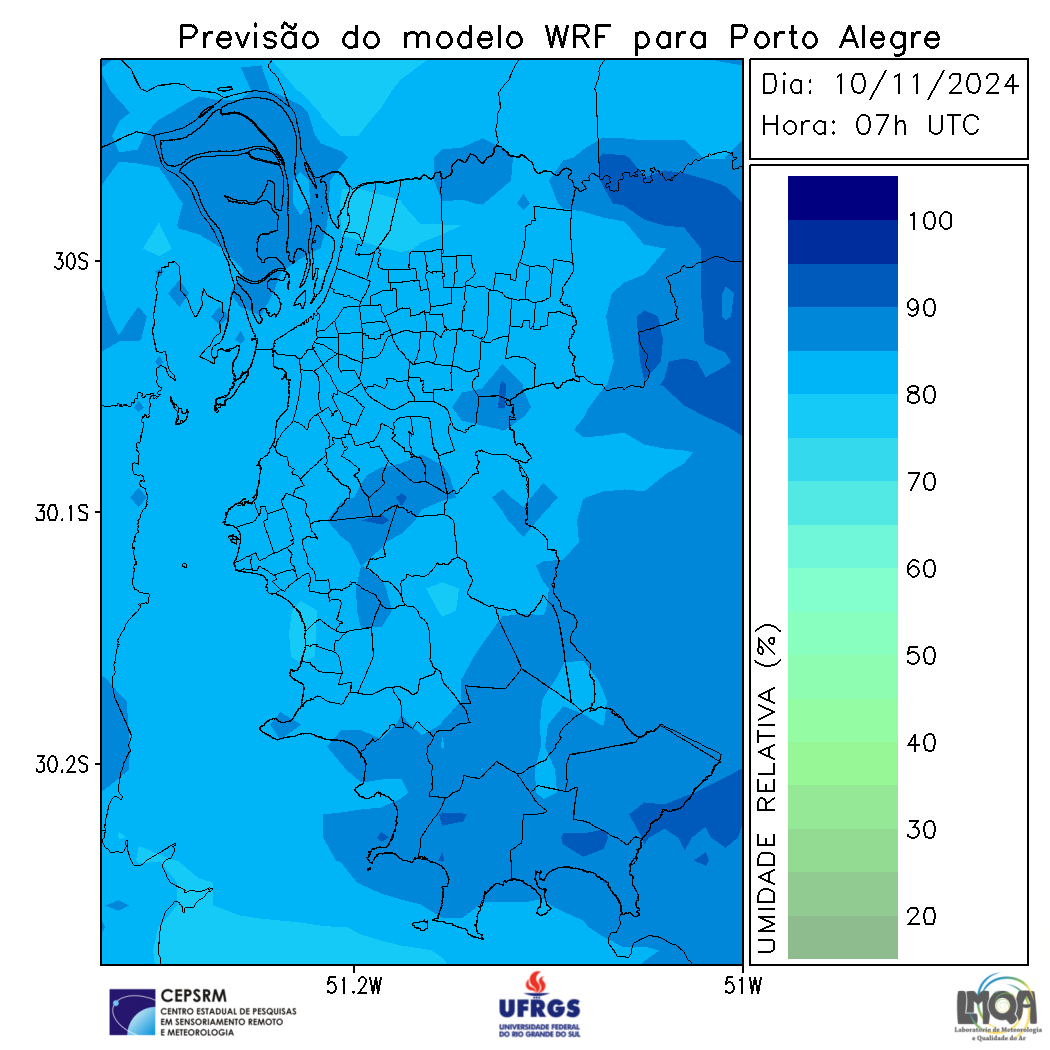 Previsão do modelo WRF para Porto Alegre
Dia: 10/11/2024
Hora: 07h UTC
30S
30.1S
30.2S
51.2W
51W
UMIDADE RELATIVA (%)
100
90
80
70
60
50
40
30
20
CEPSRM
CENTRO ESTADUAL DE PESQUISAS
EM SENSORIAMENTO REMOTO
E METEOROLOGIA
UFRGS
UNIVERSIDADE FEDERAL
DO RIO GRANDE DO SUL
LMQA
Laboratório de Meteorologia
e Qualidade do Ar